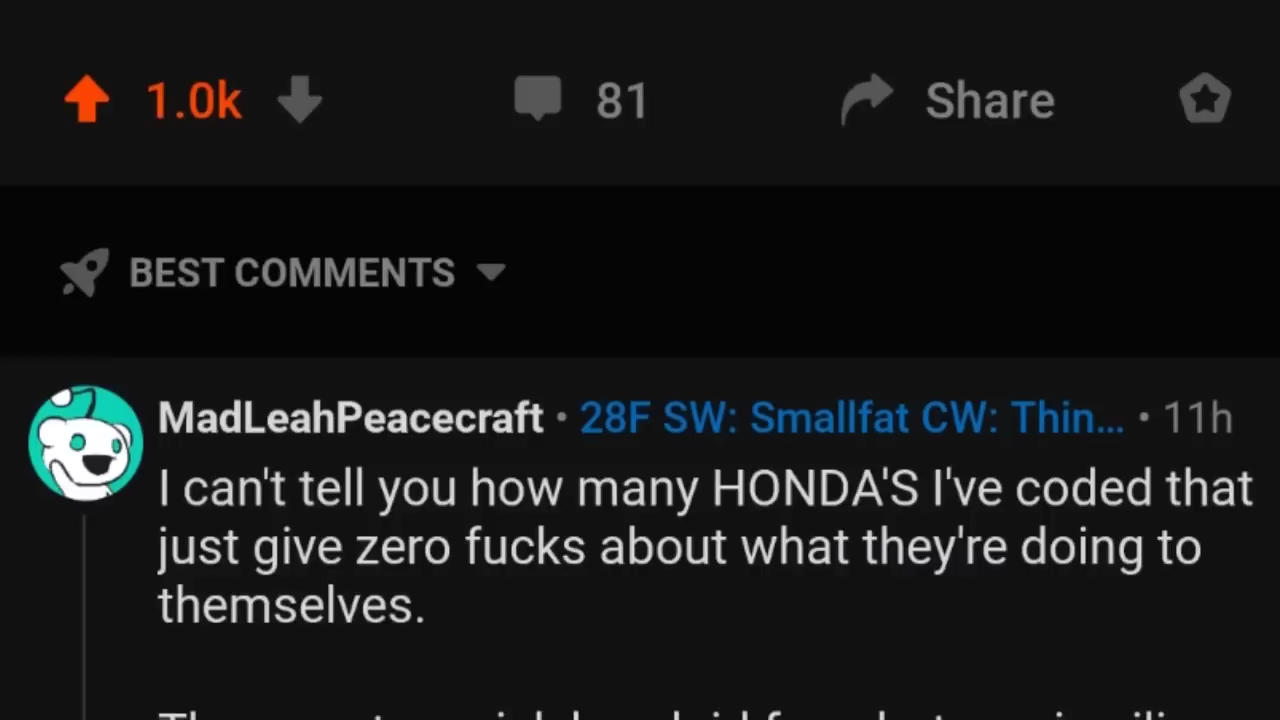 1.0k 81 Share
BEST COMMENTS
MadLeahPeacecraft • 28F SW: Smallfat CW: Thin... • 11h
I can't tell you how many HONDA'S I've coded that
just give zero fucks about what they're doing to
themselves.